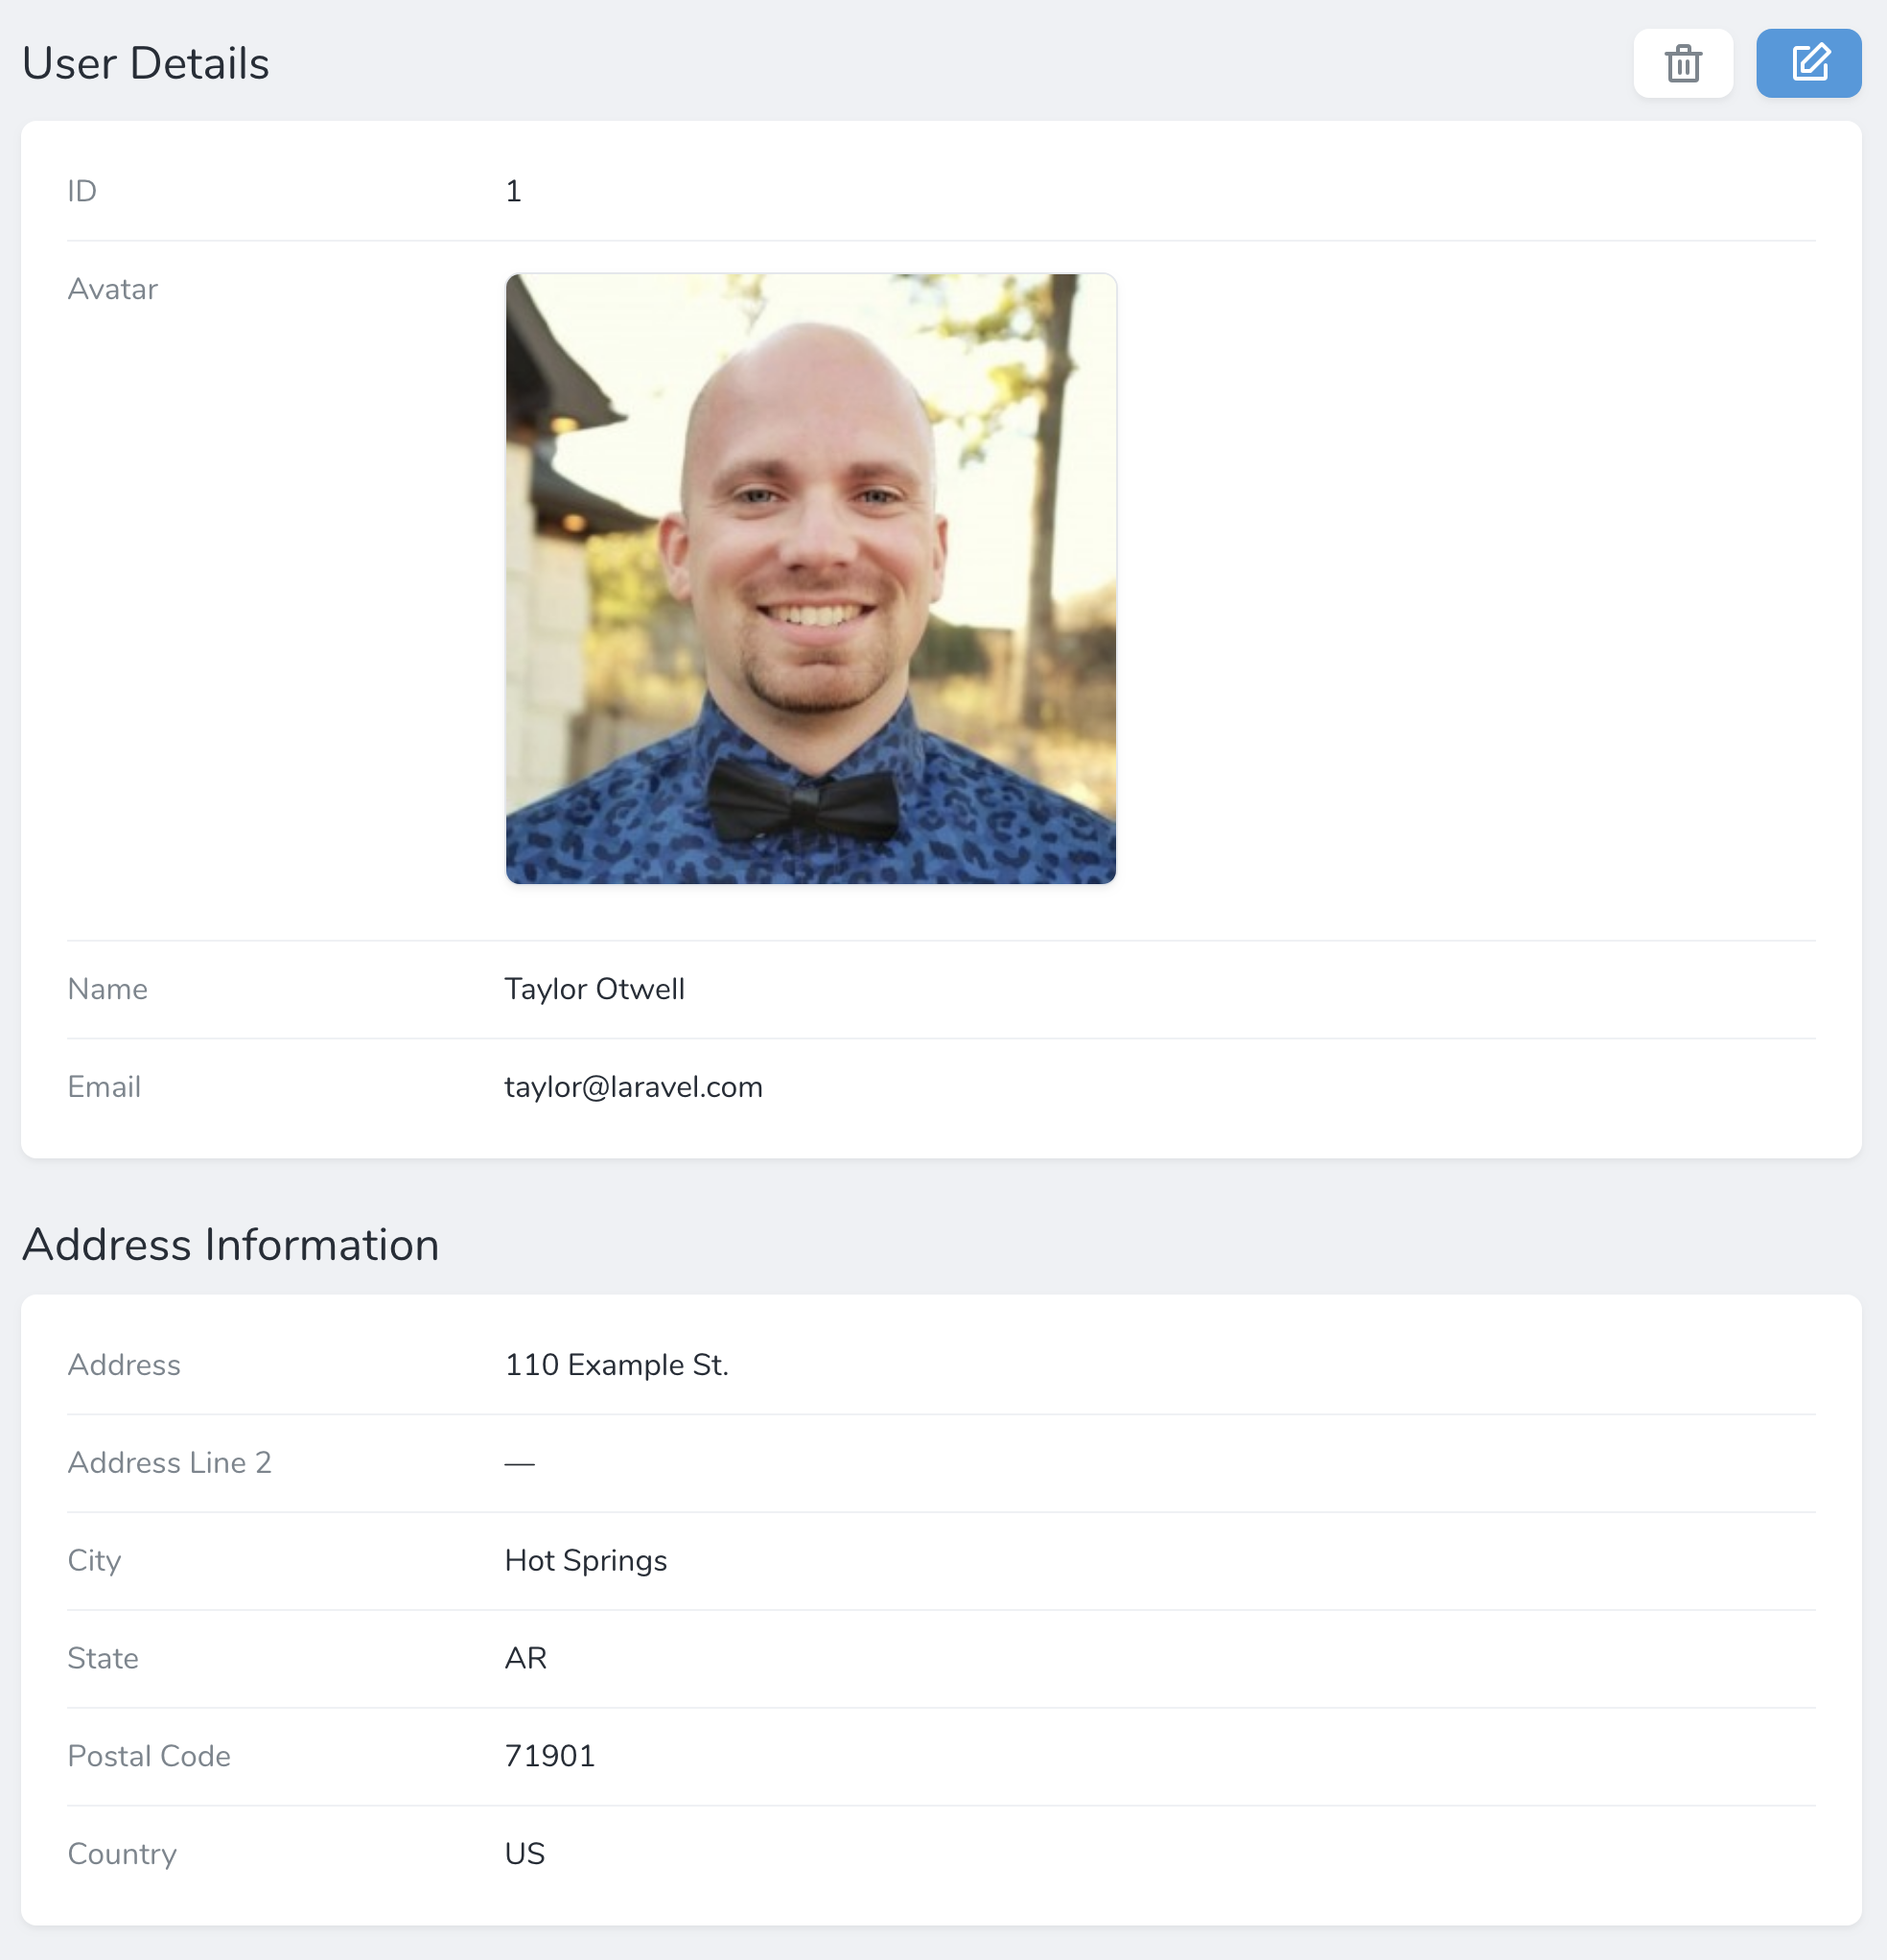 User Details
ID 1
Avatar
Name Taylor Otwell
Email taylor@laravel.com
Address Information
Address 110 Example St.
Address Line 2 —
City Hot Springs
State AR
Postal Code 71901
Country US